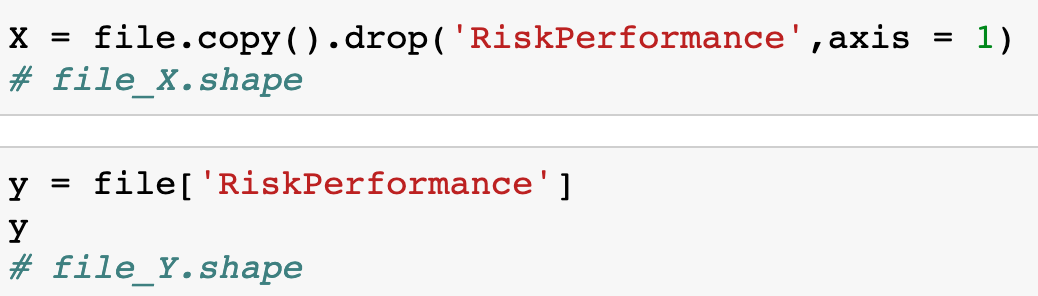 X = file.copy().drop('RiskPerformance',axis = 1)
# file_X.shape
y = file['RiskPerformance']
y
# file_Y.shape